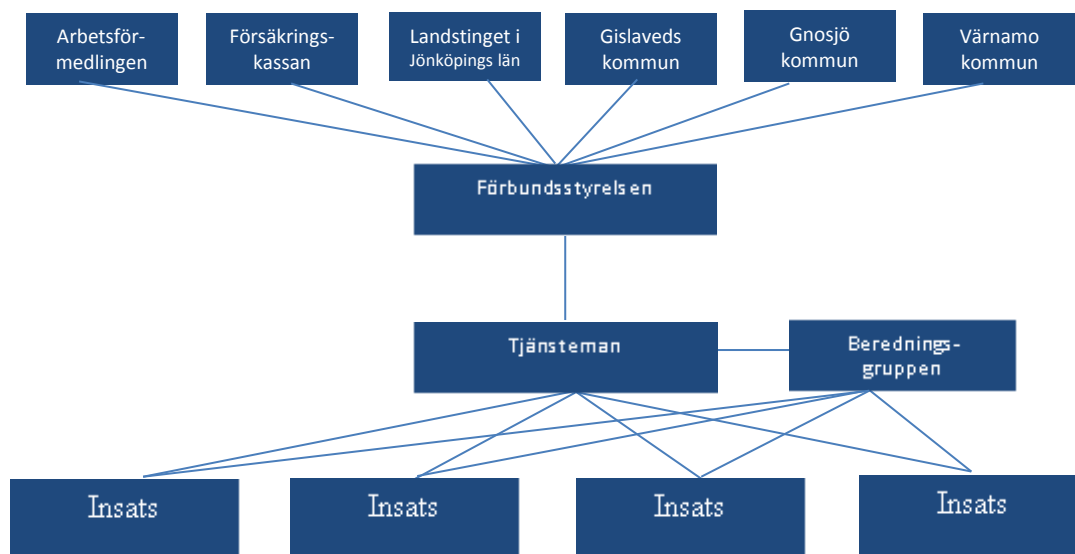 Arbetsför-
medlingen
Försäkrings-
kassan
Landstinget i
Jönköpings län
Gislaveds
kommun
Gnosjö
kommun
Värnamo
kommun
Förbundsstyrelsen
Tjänsteman
Berednings-
gruppen
Insats
Insats
Insats
Insats